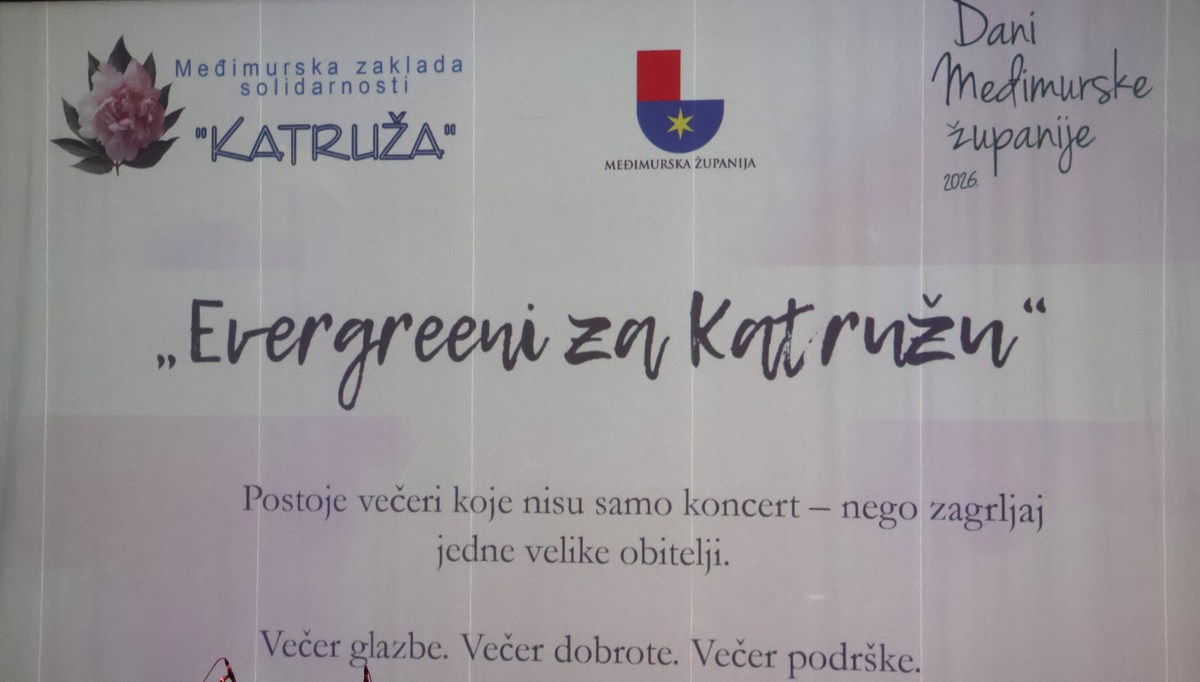 Međimurska zaklada
solidarnosti
"KATRUŽA"
MEĐIMURSKA ŽUPANIJA
Dani
Međimurske
županije
2026.
„Evergreeni za Katružu“
Postoje večeri koje nisu samo koncert – nego zagrljaj
jedne velike obitelji.
Večer glazbe. Večer dobrote. Večer podrške.